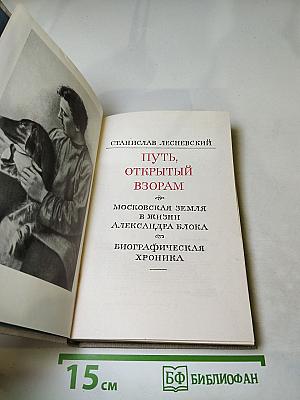 СТАНИСЛАВ ЛЕСНЕВСКИЙ
ПУТЬ,
ОТКРЫТЫЙ
ВЗОРАМ
МОСКОВСКАЯ ЗЕМЛЯ
В ЖИЗНИ
АЛЕКСАНДРА БЛОКА
БИОГРАФИЧЕСКАЯ
ХРОНИКА
15 см
БФ БИБЛИОФАН